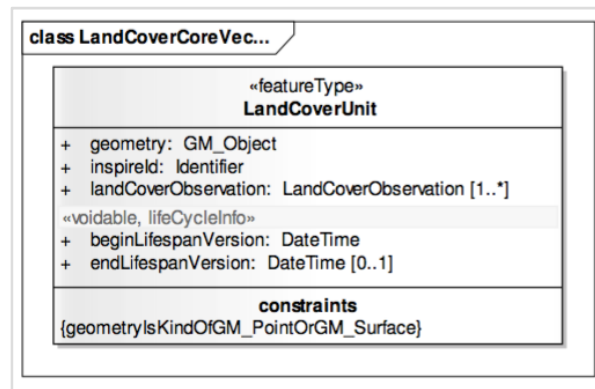 class LandCoverCoreVec...
«featureType»
LandCoverUnit
+ geometry: GM_Object
+ inspireId: Identifier
+ landCoverObservation: LandCoverObservation [1..*]
«voidable, lifeCycleInfo»
+ beginLifespanVersion: DateTime
+ endLifespanVersion: DateTime [0..1]
constraints
{geometryIsKindOfGM_PointOrGM_Surface}